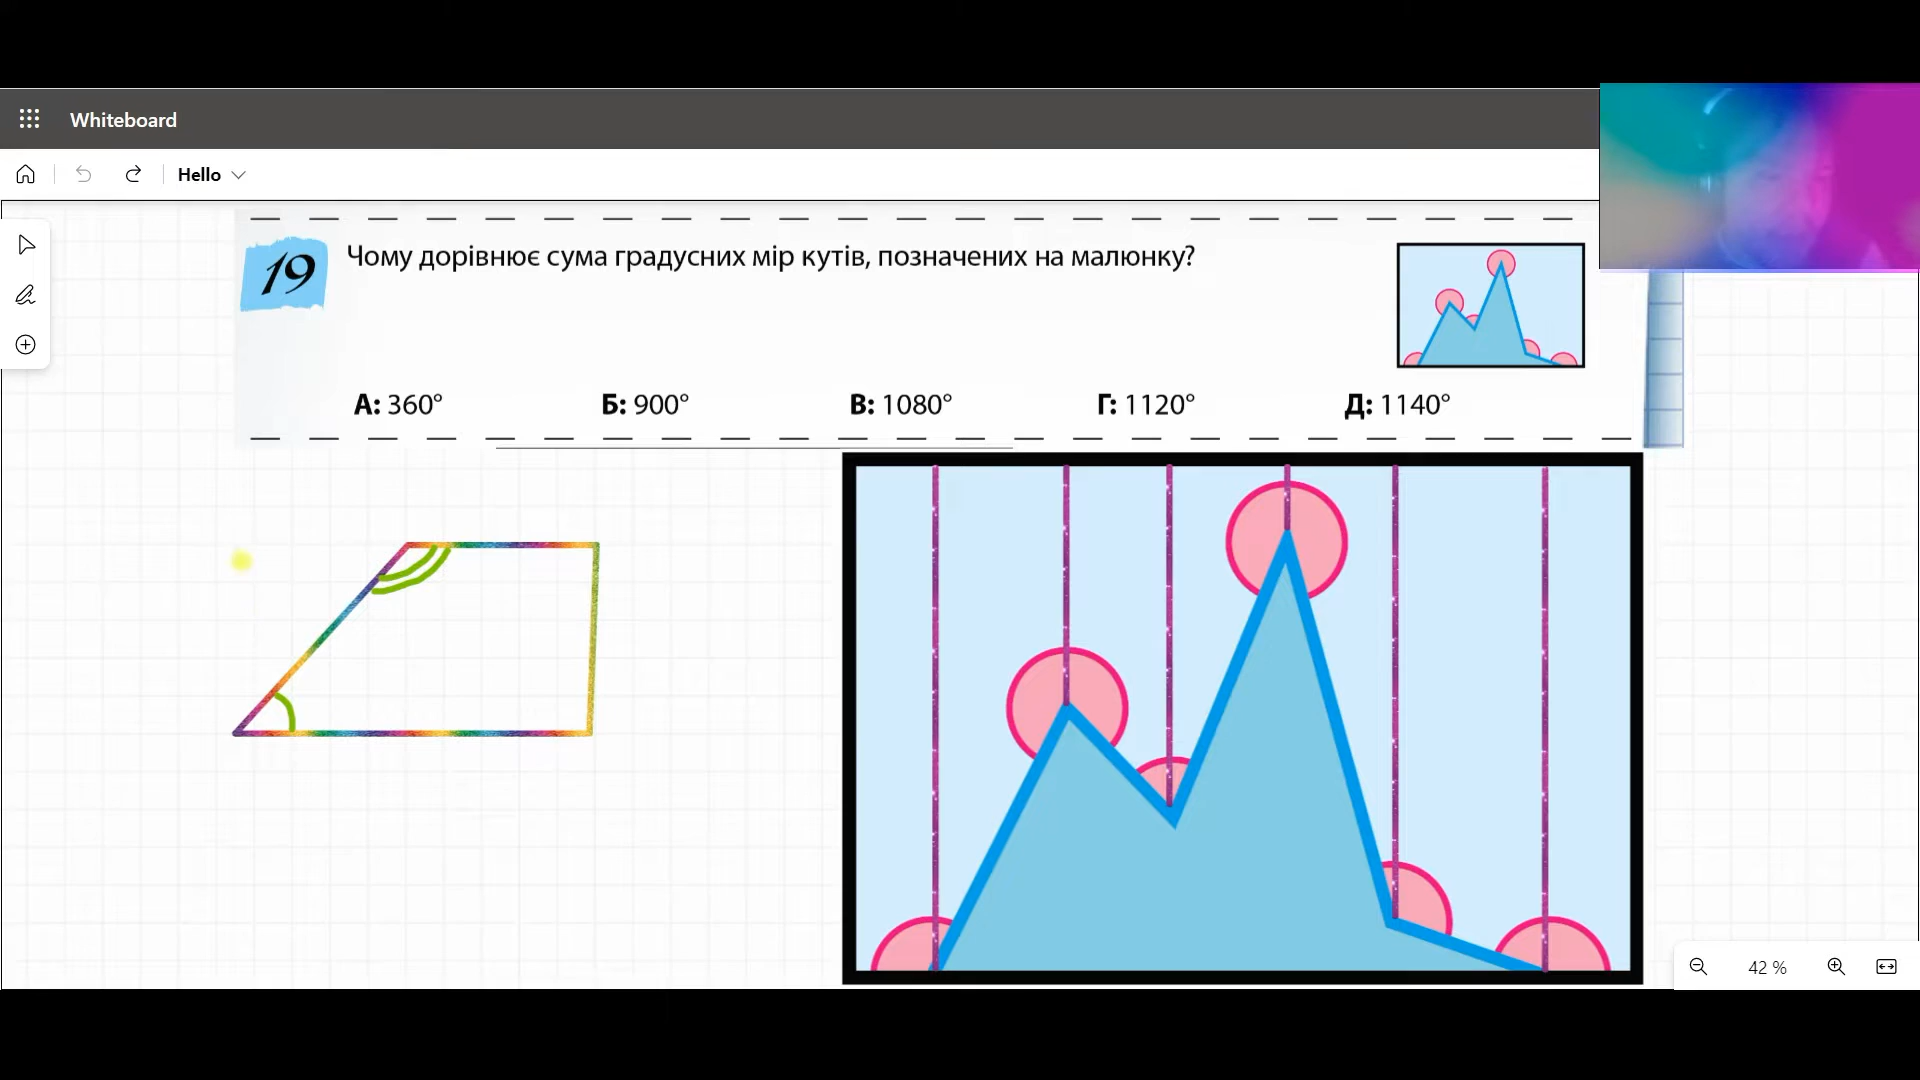 Whiteboard
Hello
19
Чому дорівнює сума градусних мір кутів, позначених на малюнку?
А: 360° Б: 900° В: 1080° Г: 1120° Д: 1140°
42 %